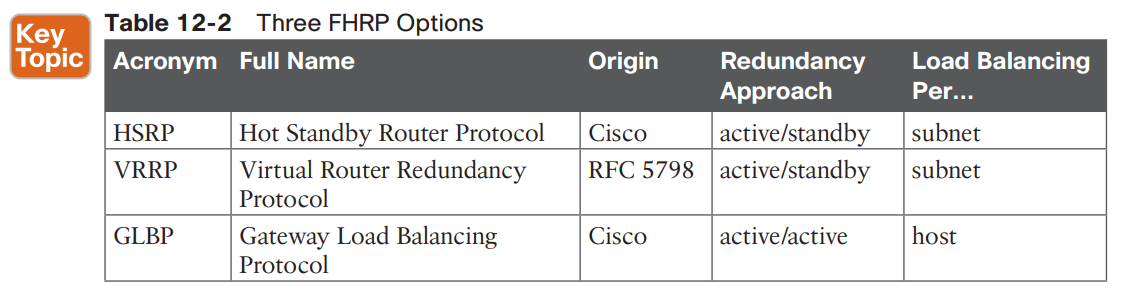 Key
Topic
Table 12-2 Three FHRP Options
Acronym Full Name Origin Redundancy Approach Load Balancing Per...
HSRP Hot Standby Router Protocol Cisco active/standby subnet
VRRP Virtual Router Redundancy Protocol RFC 5798 active/standby subnet
GLBP Gateway Load Balancing Protocol Cisco active/active host